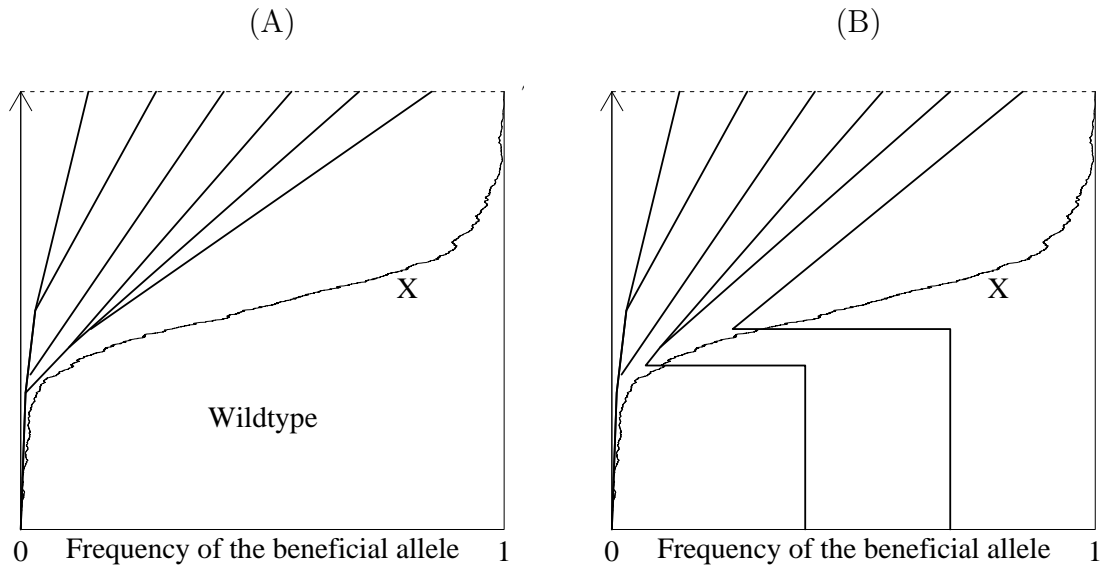 (A)
(B)
X
X
Wildtype
0 Frequency of the beneficial allele 1
0 Frequency of the beneficial allele 1